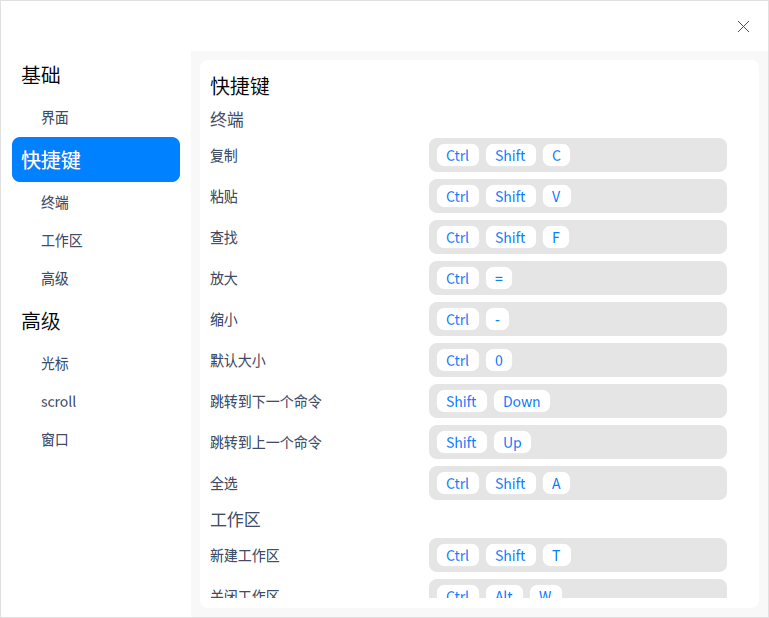 基础
界面
快捷键
终端
工作区
高级
高级
光标
scroll
窗口
快捷键
终端
复制 Ctrl Shift C
粘贴 Ctrl Shift V
查找 Ctrl Shift F
放大 Ctrl =
缩小 Ctrl -
默认大小 Ctrl 0
跳转到下一个命令 Shift Down
跳转到上一个命令 Shift Up
全选 Ctrl Shift A
工作区
新建工作区 Ctrl Shift T
关闭工作区 Ctrl Alt W